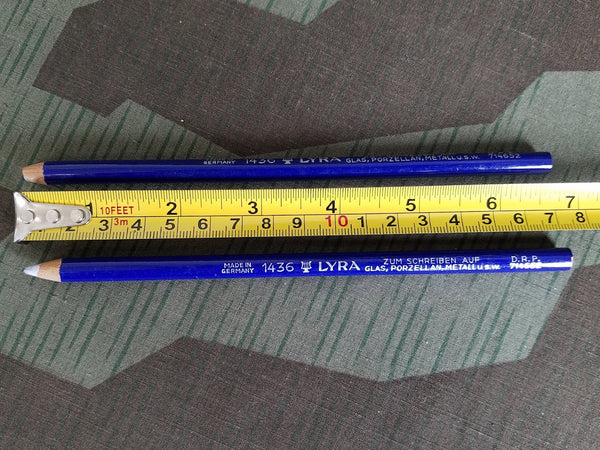 GERMANY 1436 LYRA GLAS, PORZELLAN, METALL u.s.w. 714652
1 10FEET 2 3 4 5 6 7
2 3m 3 4 5 6 7 8 9 10 1 2 3 4 5 6 7 8
MADE IN GERMANY 1436 LYRA ZUM SCHREIBEN AUF GLAS, PORZELLAN, METALL u.s.w. D.R.P. 714652